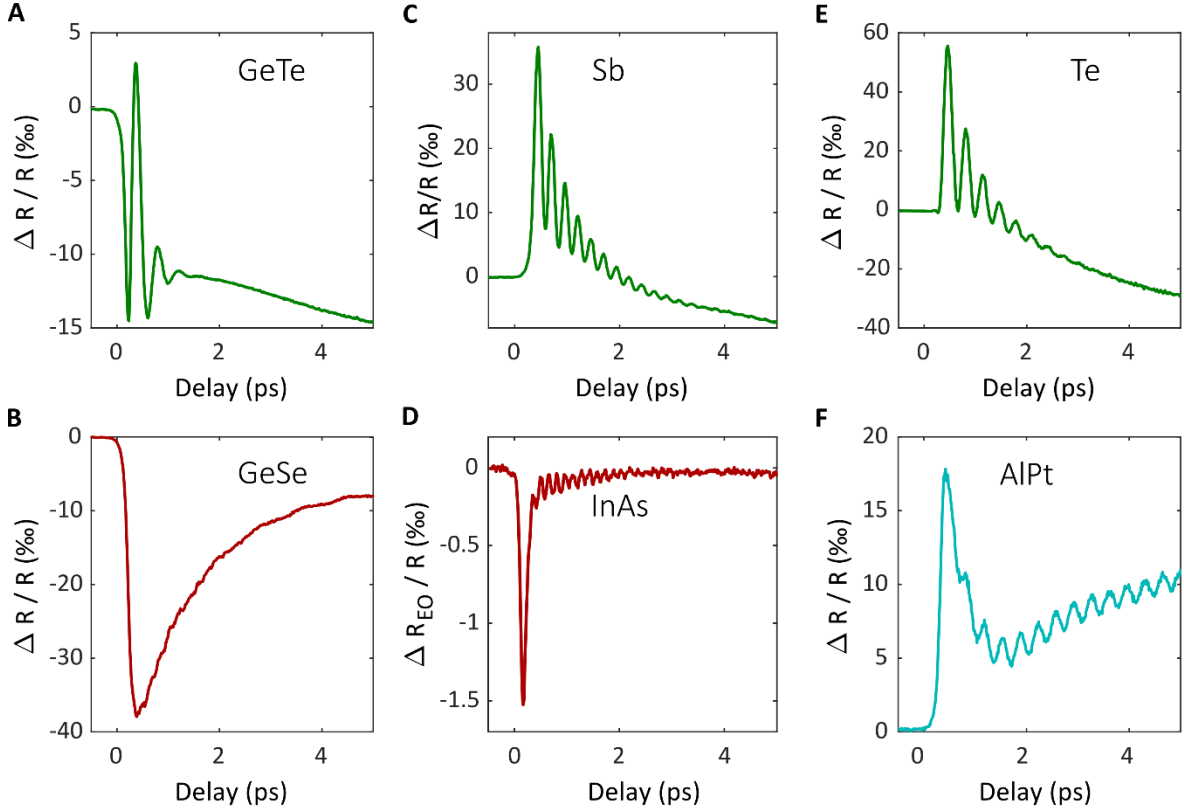 A
GeTe
5
0
-5
-10
-15
Δ R / R (‰)
0
2
4
Delay (ps)
C
Sb
30
20
10
0
ΔR/R (‰)
0
2
4
Delay (ps)
E
Te
60
40
20
0
-20
-40
Δ R / R (‰)
0
2
4
Delay (ps)
B
GeSe
0
-10
-20
-30
-40
Δ R / R (‰)
0
2
4
Delay (ps)
D
InAs
0
-0.5
-1
-1.5
Δ R_EO / R (‰)
0
2
4
Delay (ps)
F
AlPt
20
15
10
5
0
Δ R / R (‰)
0
2
4
Delay (ps)